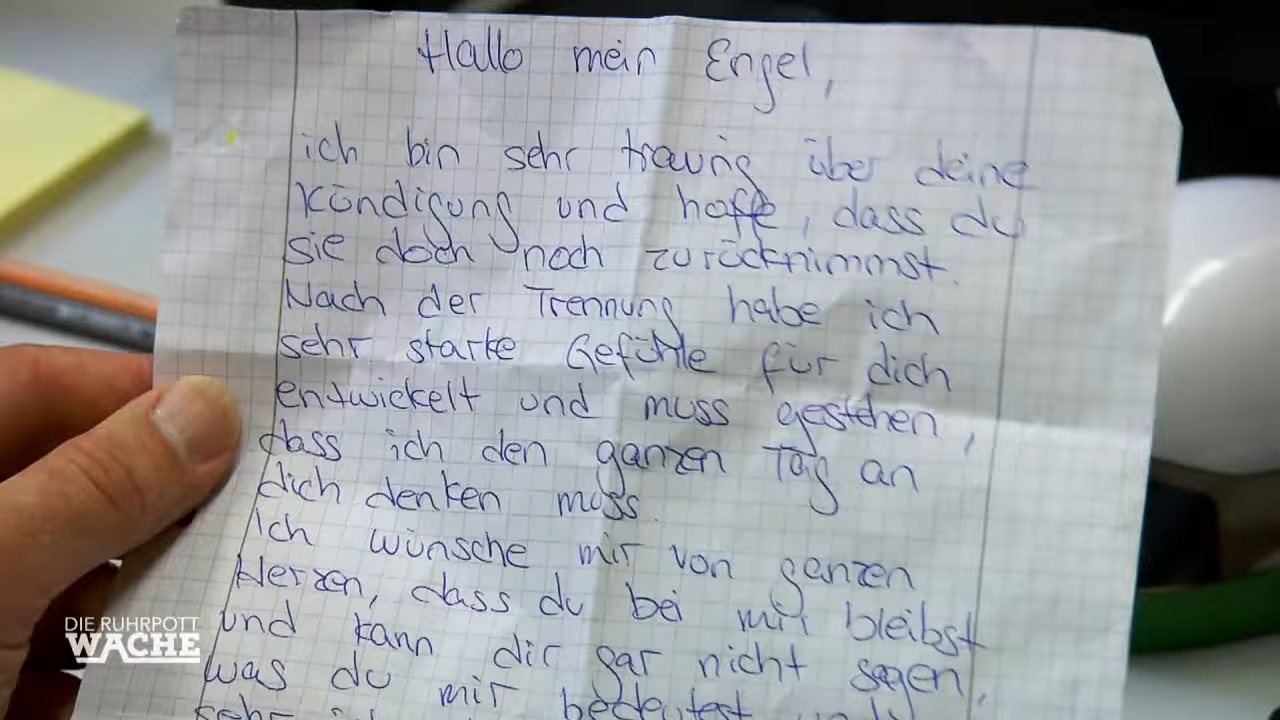 Hallo mein Engel,
ich bin sehr traurig über deine
Kündigung und hoffe, dass du
sie doch noch zurücknimmst.
Nach der Trennung habe ich
sehr starke Gefühle für dich
entwickelt und muss gestehen,
dass ich den ganzen Tag an
dich denken muss.
Ich wünsche mir von ganzen
Herzen, dass du bei mir bleibst
und kann dir gar nicht sagen,
was du mir bedeutest und
DIE RUHRPOTT
WACHE